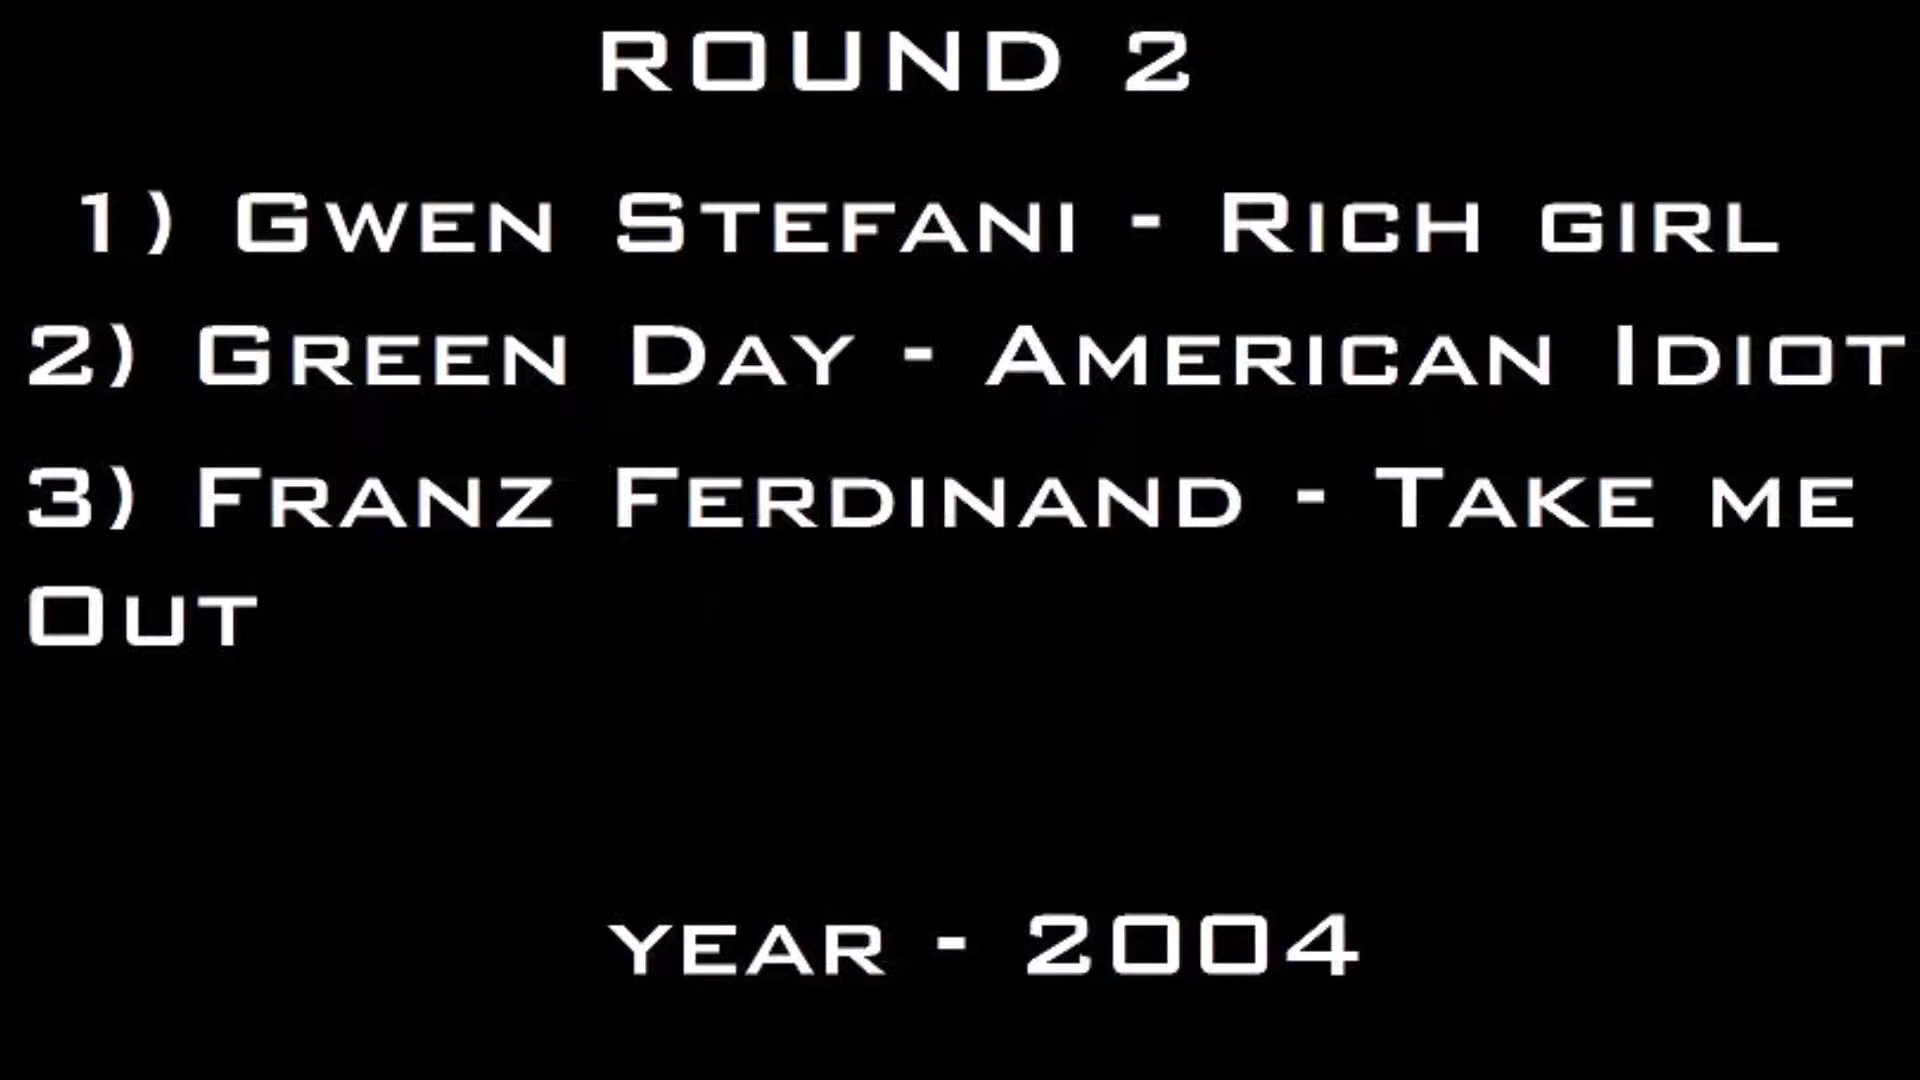 ROUND 2
1) Gwen Stefani - Rich girl
2) Green Day - American Idiot
3) Franz Ferdinand - Take me
Out
year - 2004